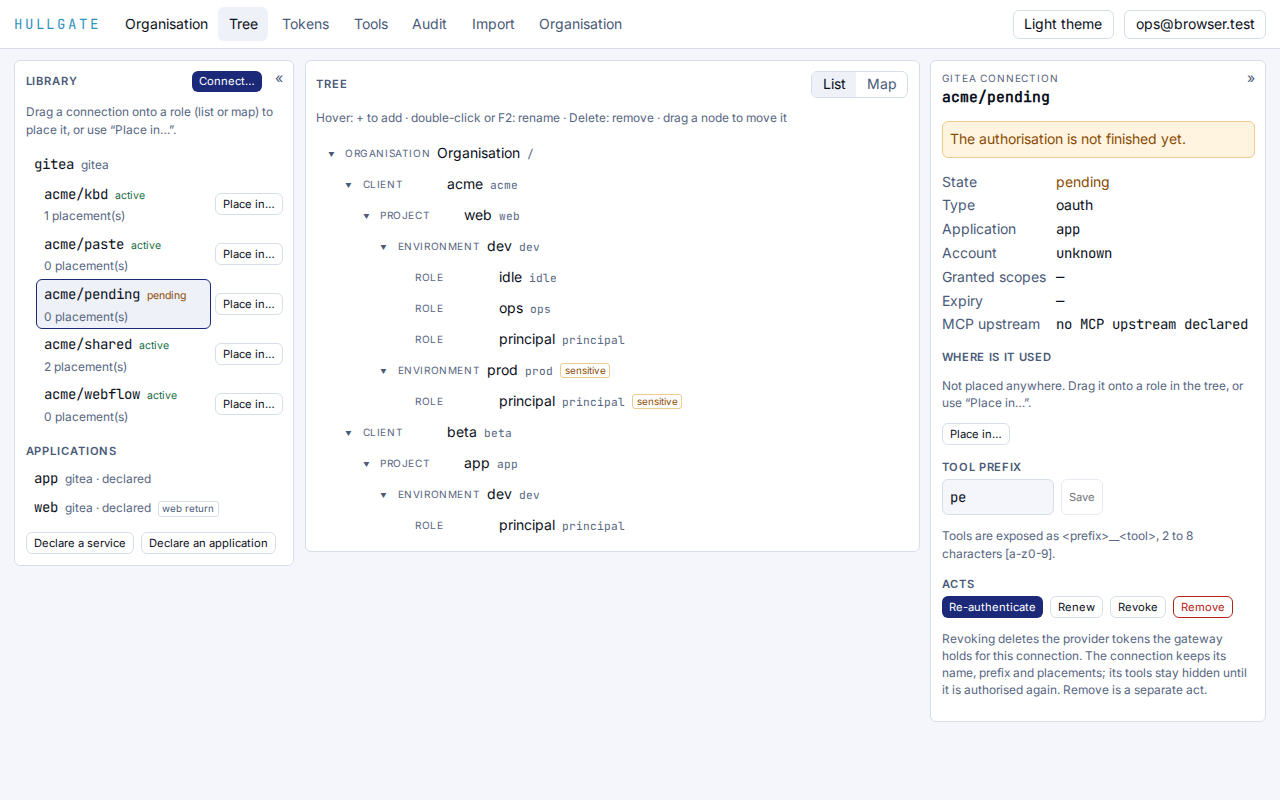 HULLGATE Organisation Tree Tokens Tools Audit Import Organisation Light theme ops@browser.test
LIBRARY Connect... «
Drag a connection onto a role (list or map) to
place it, or use “Place in...”.
gitea gitea
acme/kbd active
1 placement(s)
Place in...
acme/paste active
0 placement(s)
Place in...
acme/pending pending
0 placement(s)
Place in...
acme/shared active
2 placement(s)
Place in...
acme/webflow active
0 placement(s)
Place in...
APPLICATIONS
app gitea · declared
web gitea · declared web return
Declare a service Declare an application
TREE List Map
Hover: + to add · double-click or F2: rename · Delete: remove · drag a node to move it
▾ ORGANISATION Organisation /
▾ CLIENT acme acme
▾ PROJECT web web
▾ ENVIRONMENT dev dev
ROLE idle idle
ROLE ops ops
ROLE principal principal
▾ ENVIRONMENT prod prod sensitive
ROLE principal principal sensitive
▾ CLIENT beta beta
▾ PROJECT app app
▾ ENVIRONMENT dev dev
ROLE principal principal
GITEA CONNECTION »
acme/pending
The authorisation is not finished yet.
State pending
Type oauth
Application app
Account unknown
Granted scopes —
Expiry —
MCP upstream no MCP upstream declared
WHERE IS IT USED
Not placed anywhere. Drag it onto a role in the tree, or
use “Place in...”.
Place in...
TOOL PREFIX
pe Save
Tools are exposed as <prefix>__<tool>, 2 to 8
characters [a-z0-9].
ACTS
Re-authenticate Renew Revoke Remove
Revoking deletes the provider tokens the gateway
holds for this connection. The connection keeps its
name, prefix and placements; its tools stay hidden until
it is authorised again. Remove is a separate act.